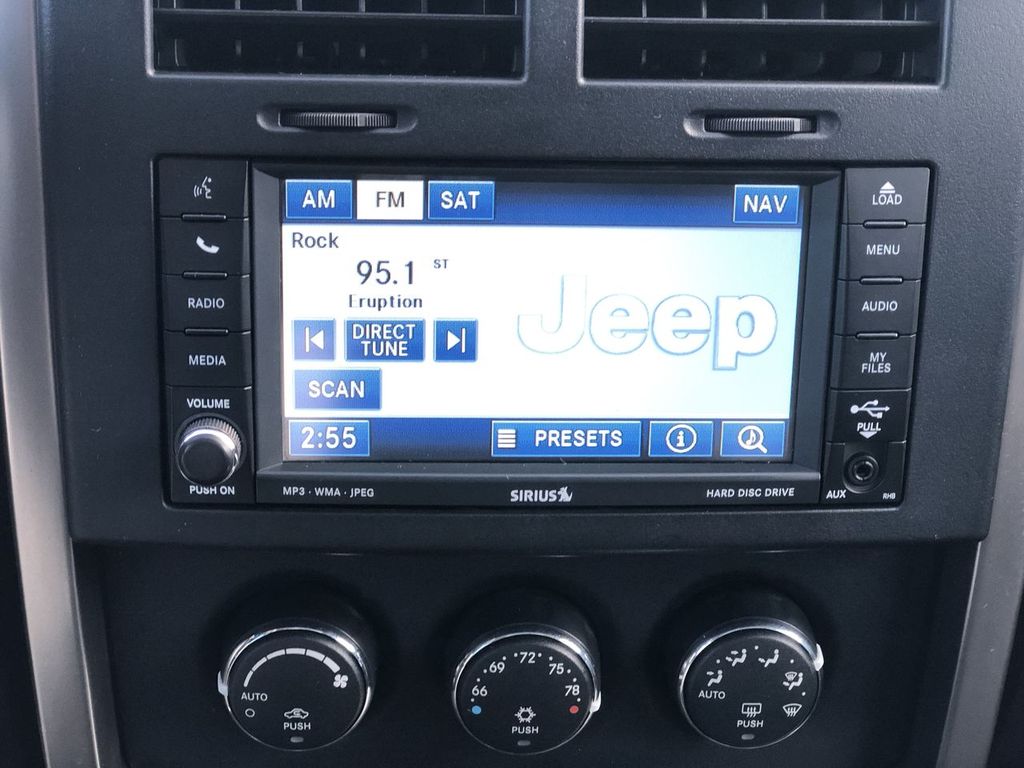 AM FM SAT NAV
Rock
95.1 ST
Eruption
DIRECT
TUNE
SCAN
Jeep
2:55 PRESETS
RADIO
MEDIA
VOLUME
PUSH ON
LOAD
MENU
AUDIO
MY
FILES
PULL
AUX RHB
MP3 · WMA · JPEG SIRIUS HARD DISC DRIVE
AUTO
PUSH
66 69 72 75 78
PUSH
AUTO
PUSH